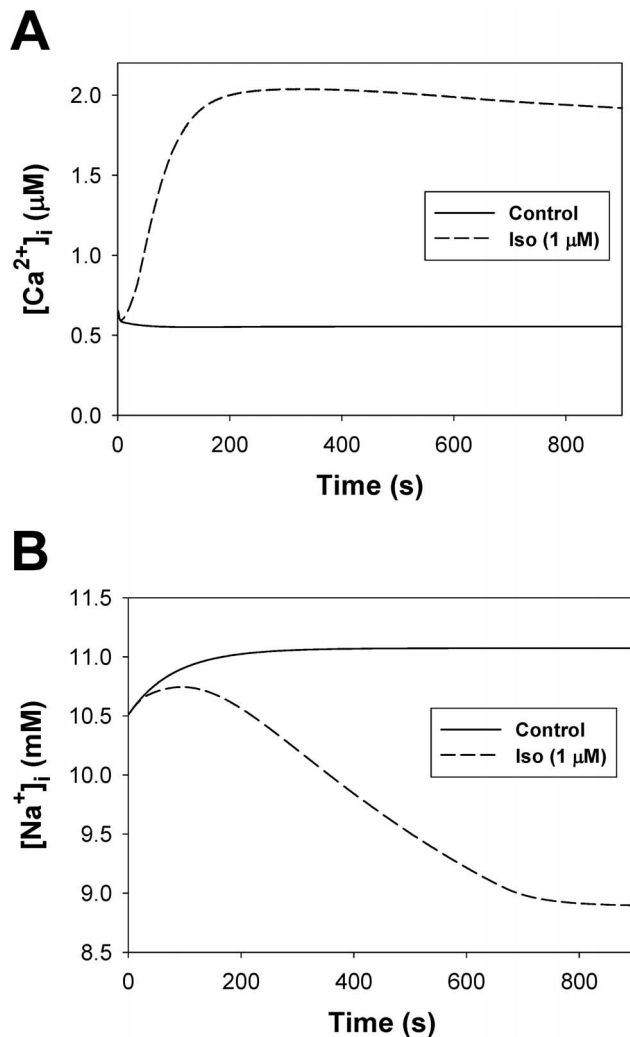 A
[Ca2+]i (μM)
2.0
1.5
1.0
0.5
0.0
Control
Iso (1 μM)
0 200 400 600 800
Time (s)
B
[Na+]i (mM)
11.5
11.0
10.5
10.0
9.5
9.0
8.5
Control
Iso (1 μM)
0 200 400 600 800
Time (s)